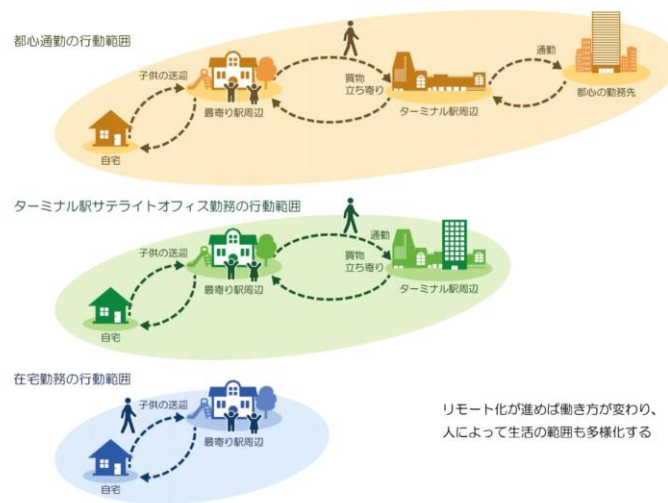 都心通勤の行動範囲
子供の送迎
自宅
最寄り駅周辺
買物
立ち寄り
ターミナル駅周辺
通勤
都心の勤務先
ターミナル駅サテライトオフィス勤務の行動範囲
子供の送迎
自宅
最寄り駅周辺
通勤
買物
立ち寄り
ターミナル駅周辺
在宅勤務の行動範囲
子供の送迎
自宅
最寄り駅周辺
リモート化が進めば働き方が変わり、
人によって生活の範囲も多様化する